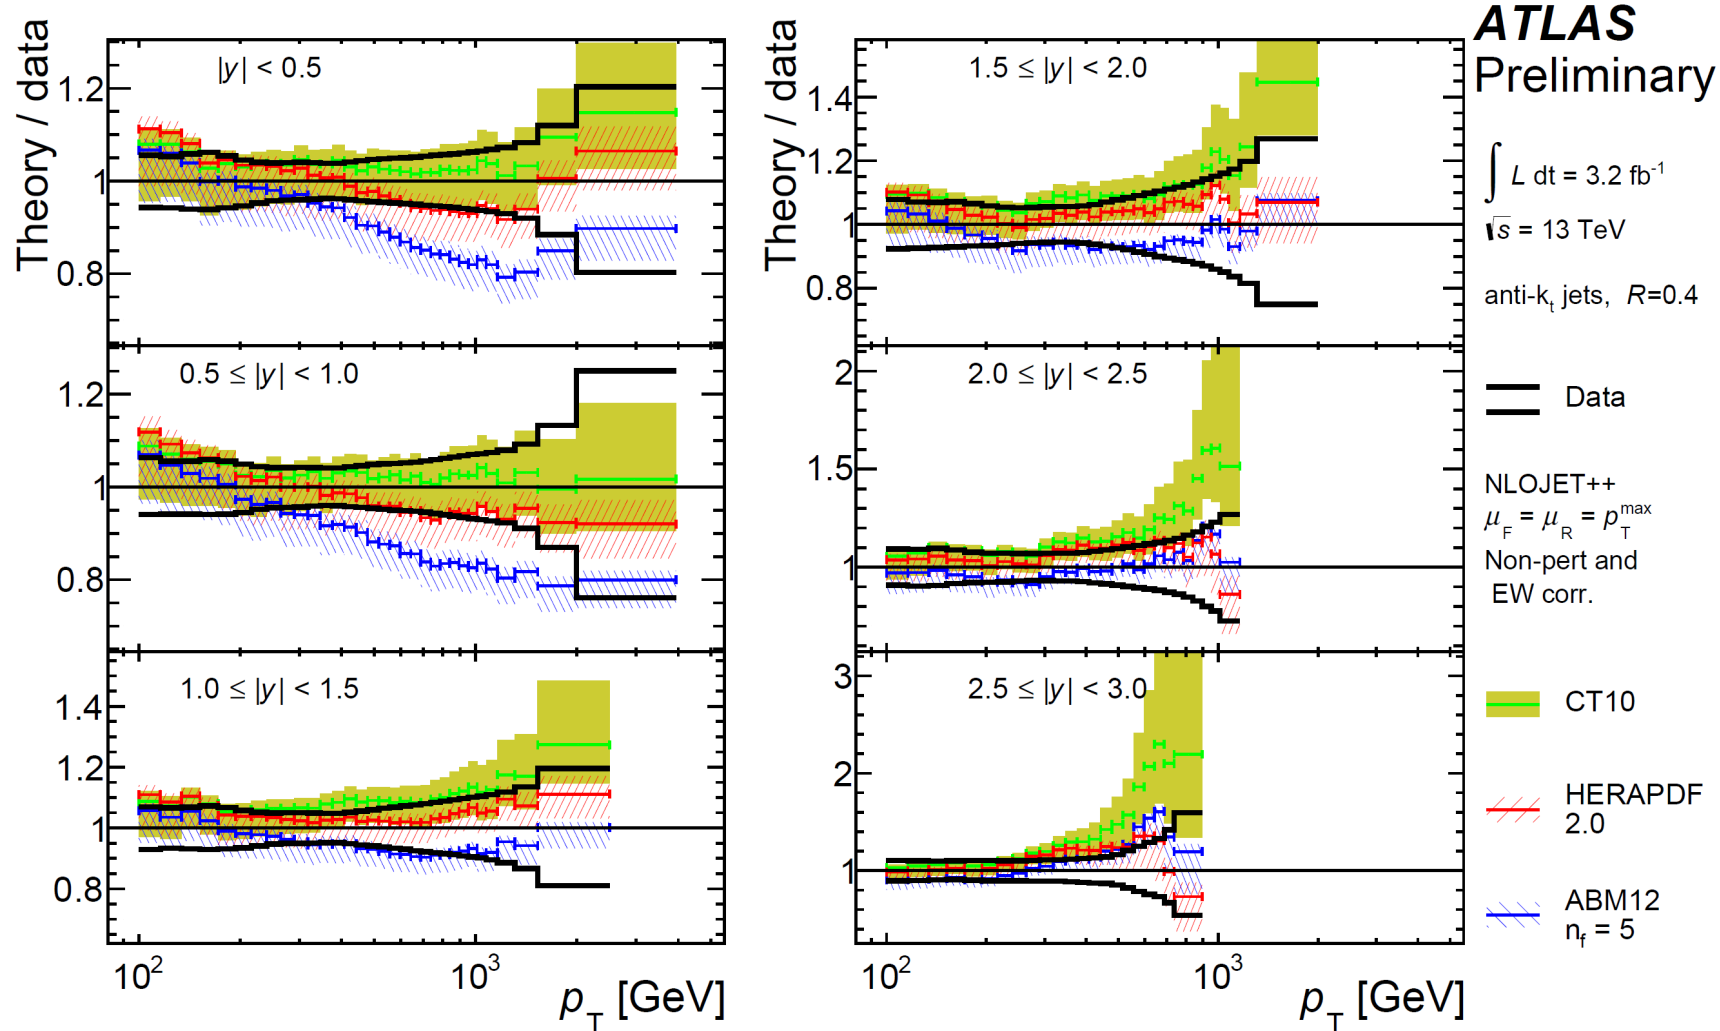 Theory / data
|y| < 0.5
1.2
1
0.8
0.5 ≤ |y| < 1.0
1.2
1
0.8
1.0 ≤ |y| < 1.5
1.4
1.2
1
0.8
10²
10³
p_T [GeV]
Theory / data
1.5 ≤ |y| < 2.0
1.4
1.2
1
0.8
2.0 ≤ |y| < 2.5
2
1.5
1
2.5 ≤ |y| < 3.0
3
2
1
10²
10³
p_T [GeV]
ATLAS
Preliminary
∫ L dt = 3.2 fb⁻¹
√s = 13 TeV
anti-k_t jets, R=0.4
Data
NLOJET++
μ_F = μ_R = p_T^max
Non-pert and
EW corr.
CT10
HERAPDF
2.0
ABM12
n_f = 5